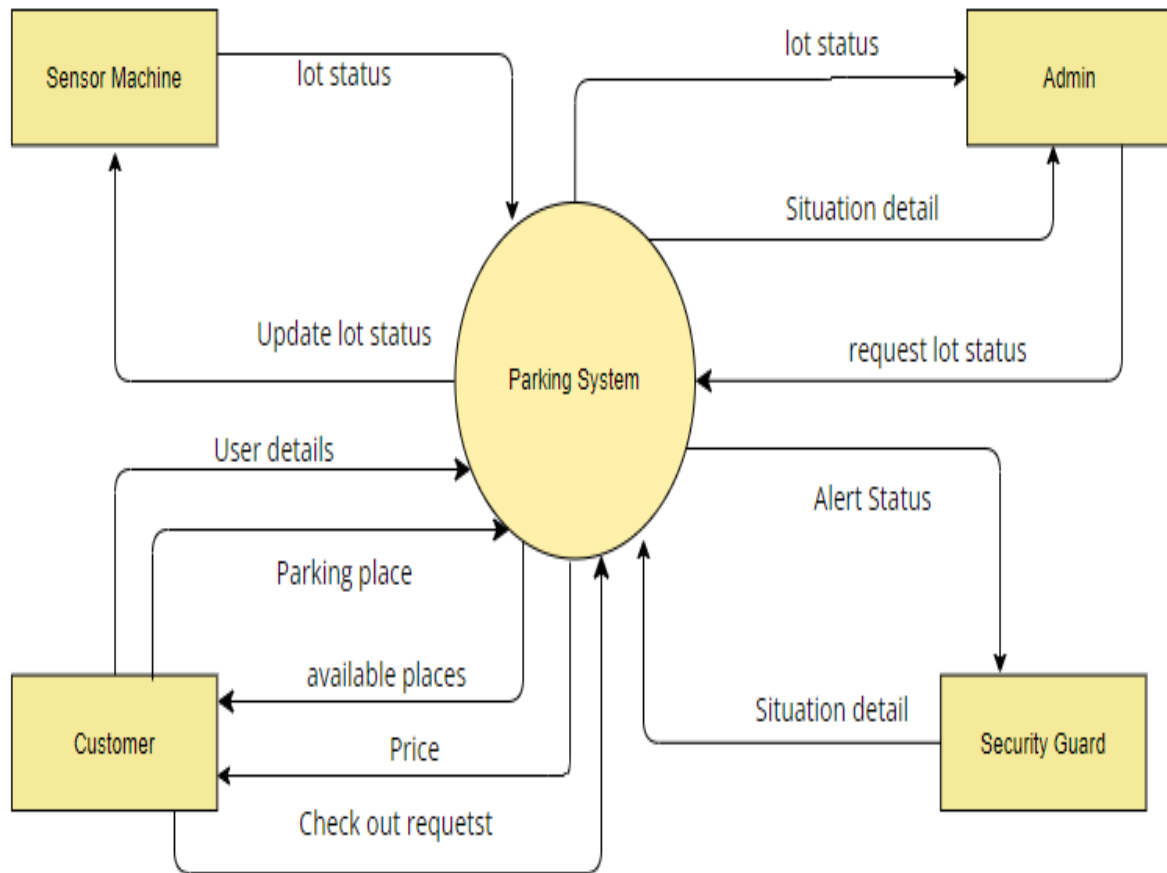 Sensor Machine
lot status
lot status
Admin
Situation detail
Update lot status
request lot status
Parking System
User details
Alert Status
Parking place
available places
Situation detail
Customer
Price
Security Guard
Check out requetst